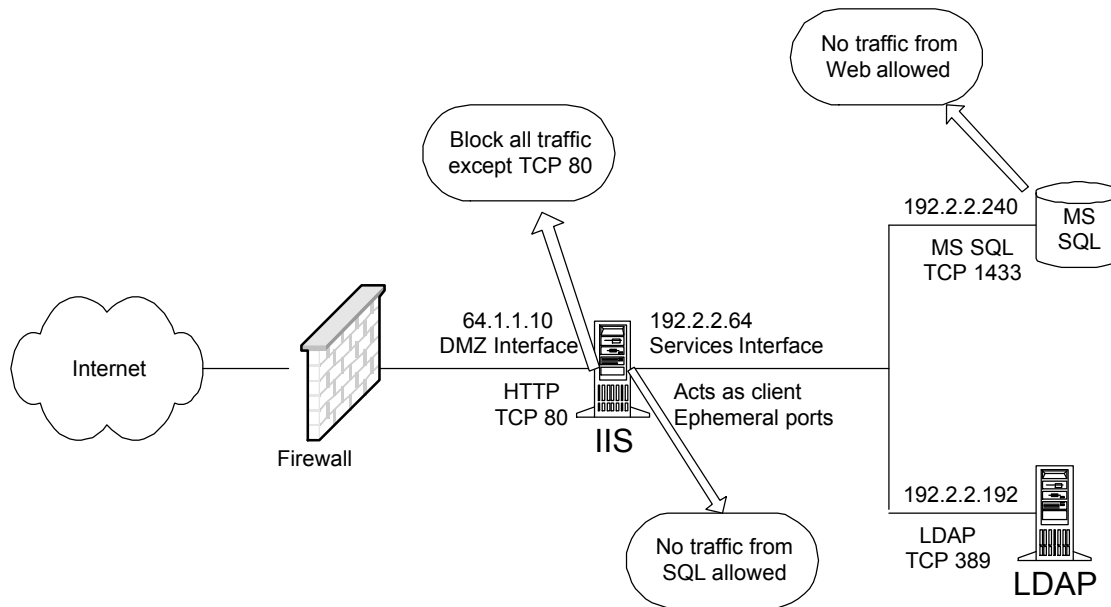 No traffic from
Web allowed
Block all traffic
except TCP 80
192.2.2.240
MS
SQL
MS SQL
TCP 1433
64.1.1.10
DMZ Interface
192.2.2.64
Services Interface
Internet
HTTP
TCP 80
Acts as client
Ephemeral ports
IIS
Firewall
192.2.2.192
LDAP
TCP 389
No traffic from
SQL allowed
LDAP